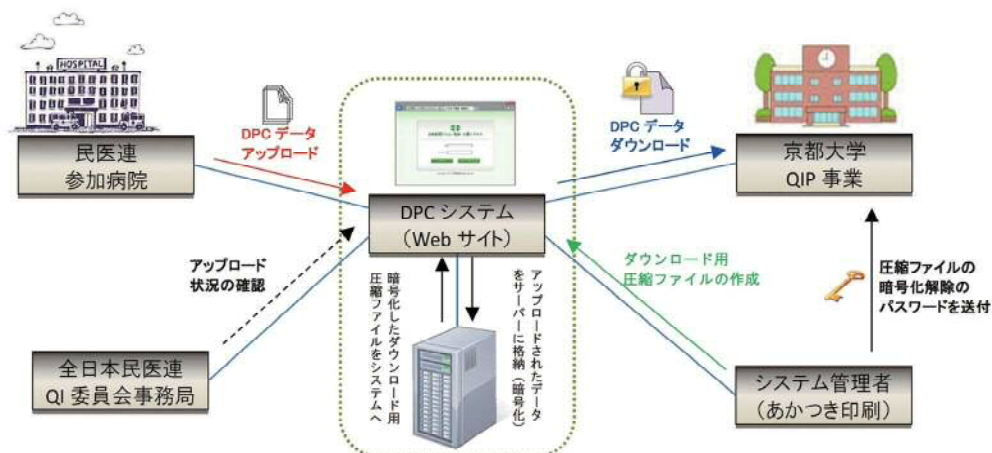 HOSPITAL
DPC データ
アップロード
DPC データ
ダウンロード
民医連
参加病院
京都大学
QIP 事業
DPC システム
（Web サイト）
アップロード
状況の確認
ダウンロード用
圧縮ファイルの作成
圧縮ファイルの
暗号化解除の
パスワードを送付
アップロードされたデータ
をサーバーに格納（暗号化）
暗号化したダウンロード用
圧縮ファイルをシステムへ
全日本民医連
QI 委員会事務局
システム管理者
（あかつき印刷）